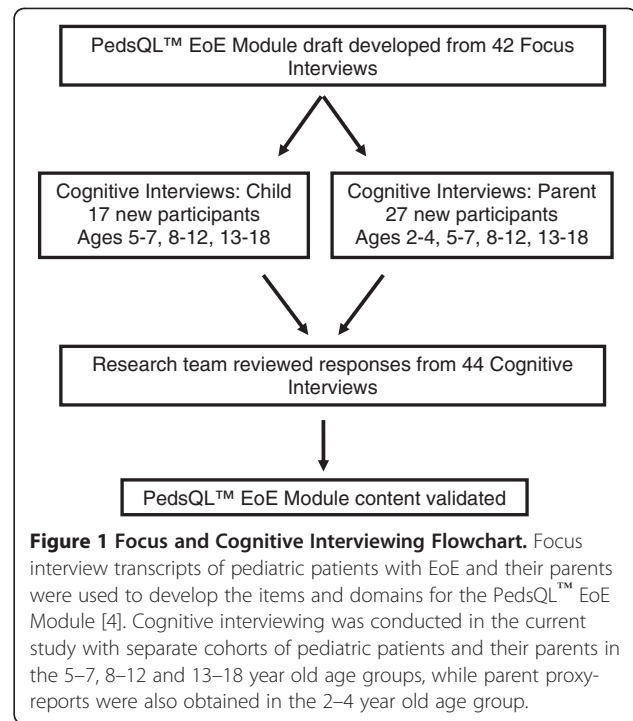 PedsQL™ EoE Module draft developed from 42 Focus
Interviews
Cognitive Interviews: Child
17 new participants
Ages 5-7, 8-12, 13-18
Cognitive Interviews: Parent
27 new participants
Ages 2-4, 5-7, 8-12, 13-18
Research team reviewed responses from 44 Cognitive
Interviews
PedsQL™ EoE Module content validated
Figure 1 Focus and Cognitive Interviewing Flowchart. Focus
interview transcripts of pediatric patients with EoE and their parents
were used to develop the items and domains for the PedsQL™ EoE
Module [4]. Cognitive interviewing was conducted in the current
study with separate cohorts of pediatric patients and their parents in
the 5–7, 8–12 and 13–18 year old age groups, while parent proxy-
reports were also obtained in the 2–4 year old age group.